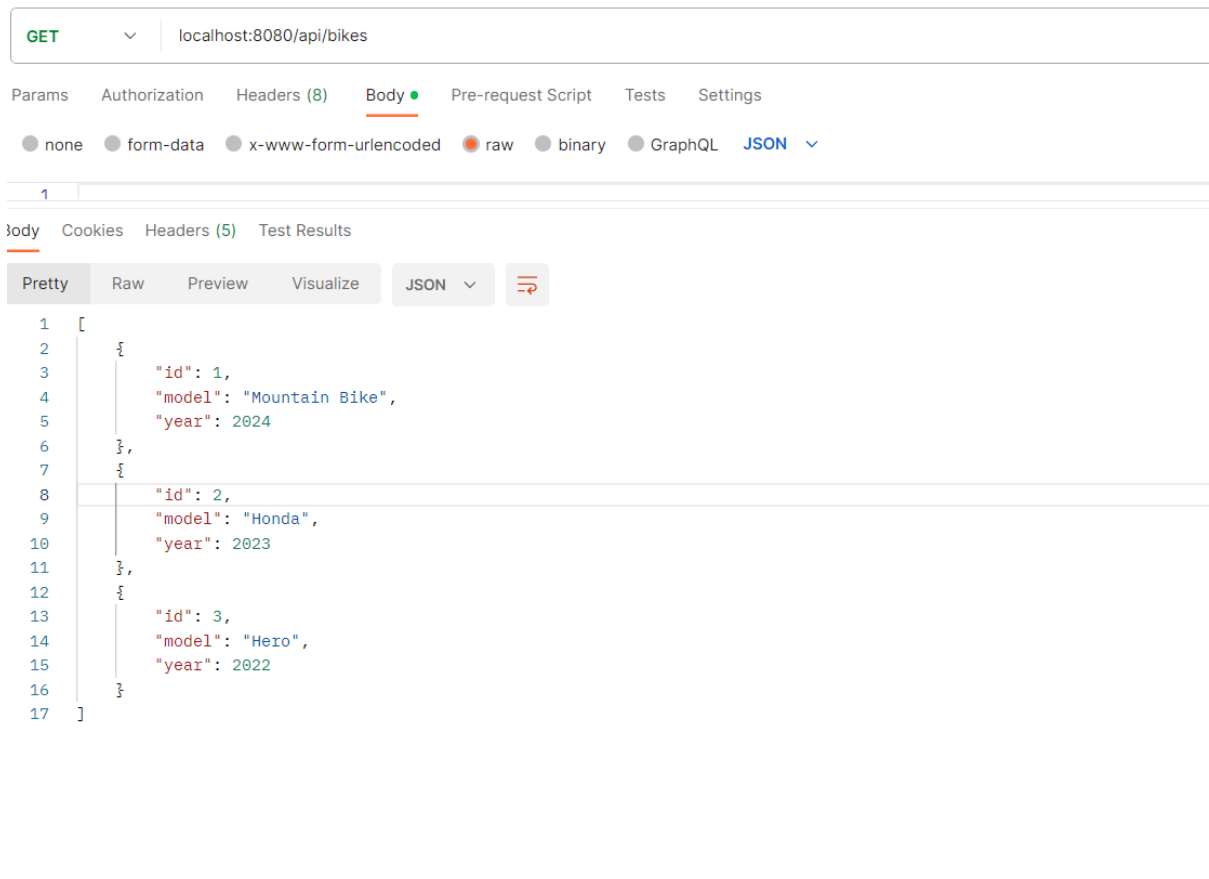 GET localhost:8080/api/bikes
Params Authorization Headers (8) Body Pre-request Script Tests Settings
none form-data x-www-form-urlencoded raw binary GraphQL JSON
1
Body Cookies Headers (5) Test Results
Pretty Raw Preview Visualize JSON
1 [
2 {
3 "id": 1,
4 "model": "Mountain Bike",
5 "year": 2024
6 },
7 {
8 "id": 2,
9 "model": "Honda",
10 "year": 2023
11 },
12 {
13 "id": 3,
14 "model": "Hero",
15 "year": 2022
16 }
17 ]